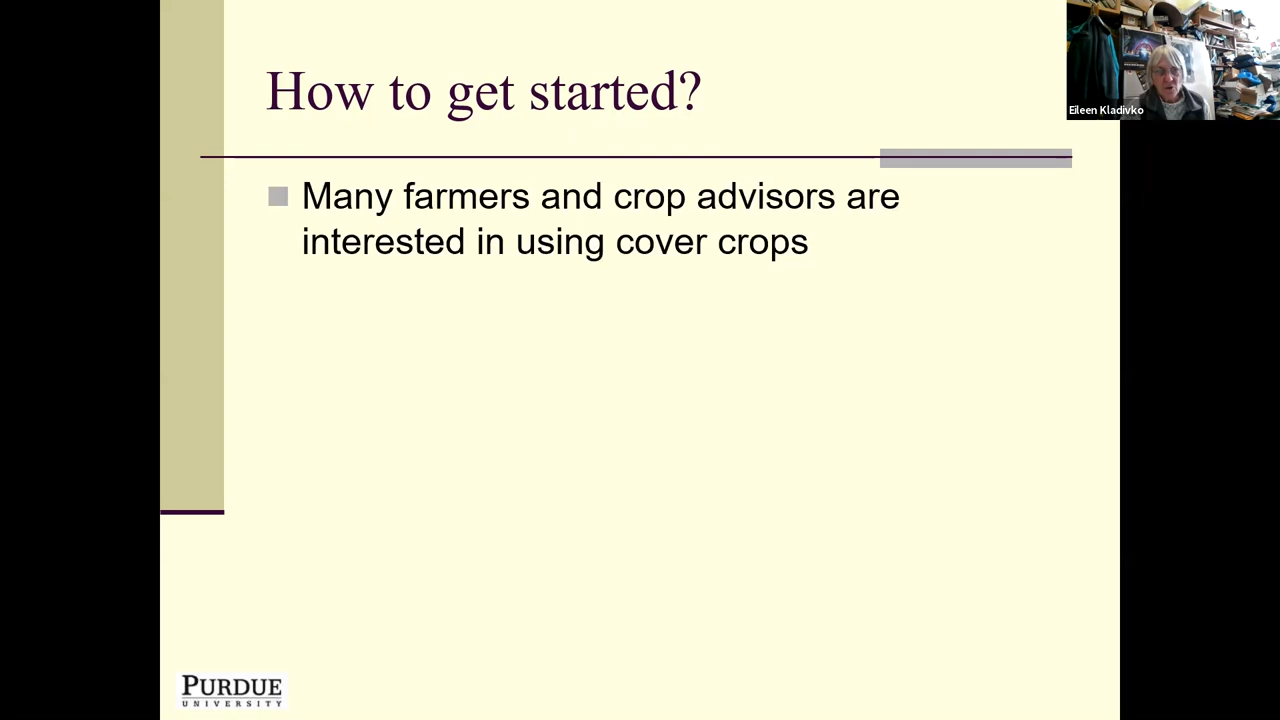 How to get started?
Eileen Kladivko
Many farmers and crop advisors are
interested in using cover crops
PURDUE
UNIVERSITY